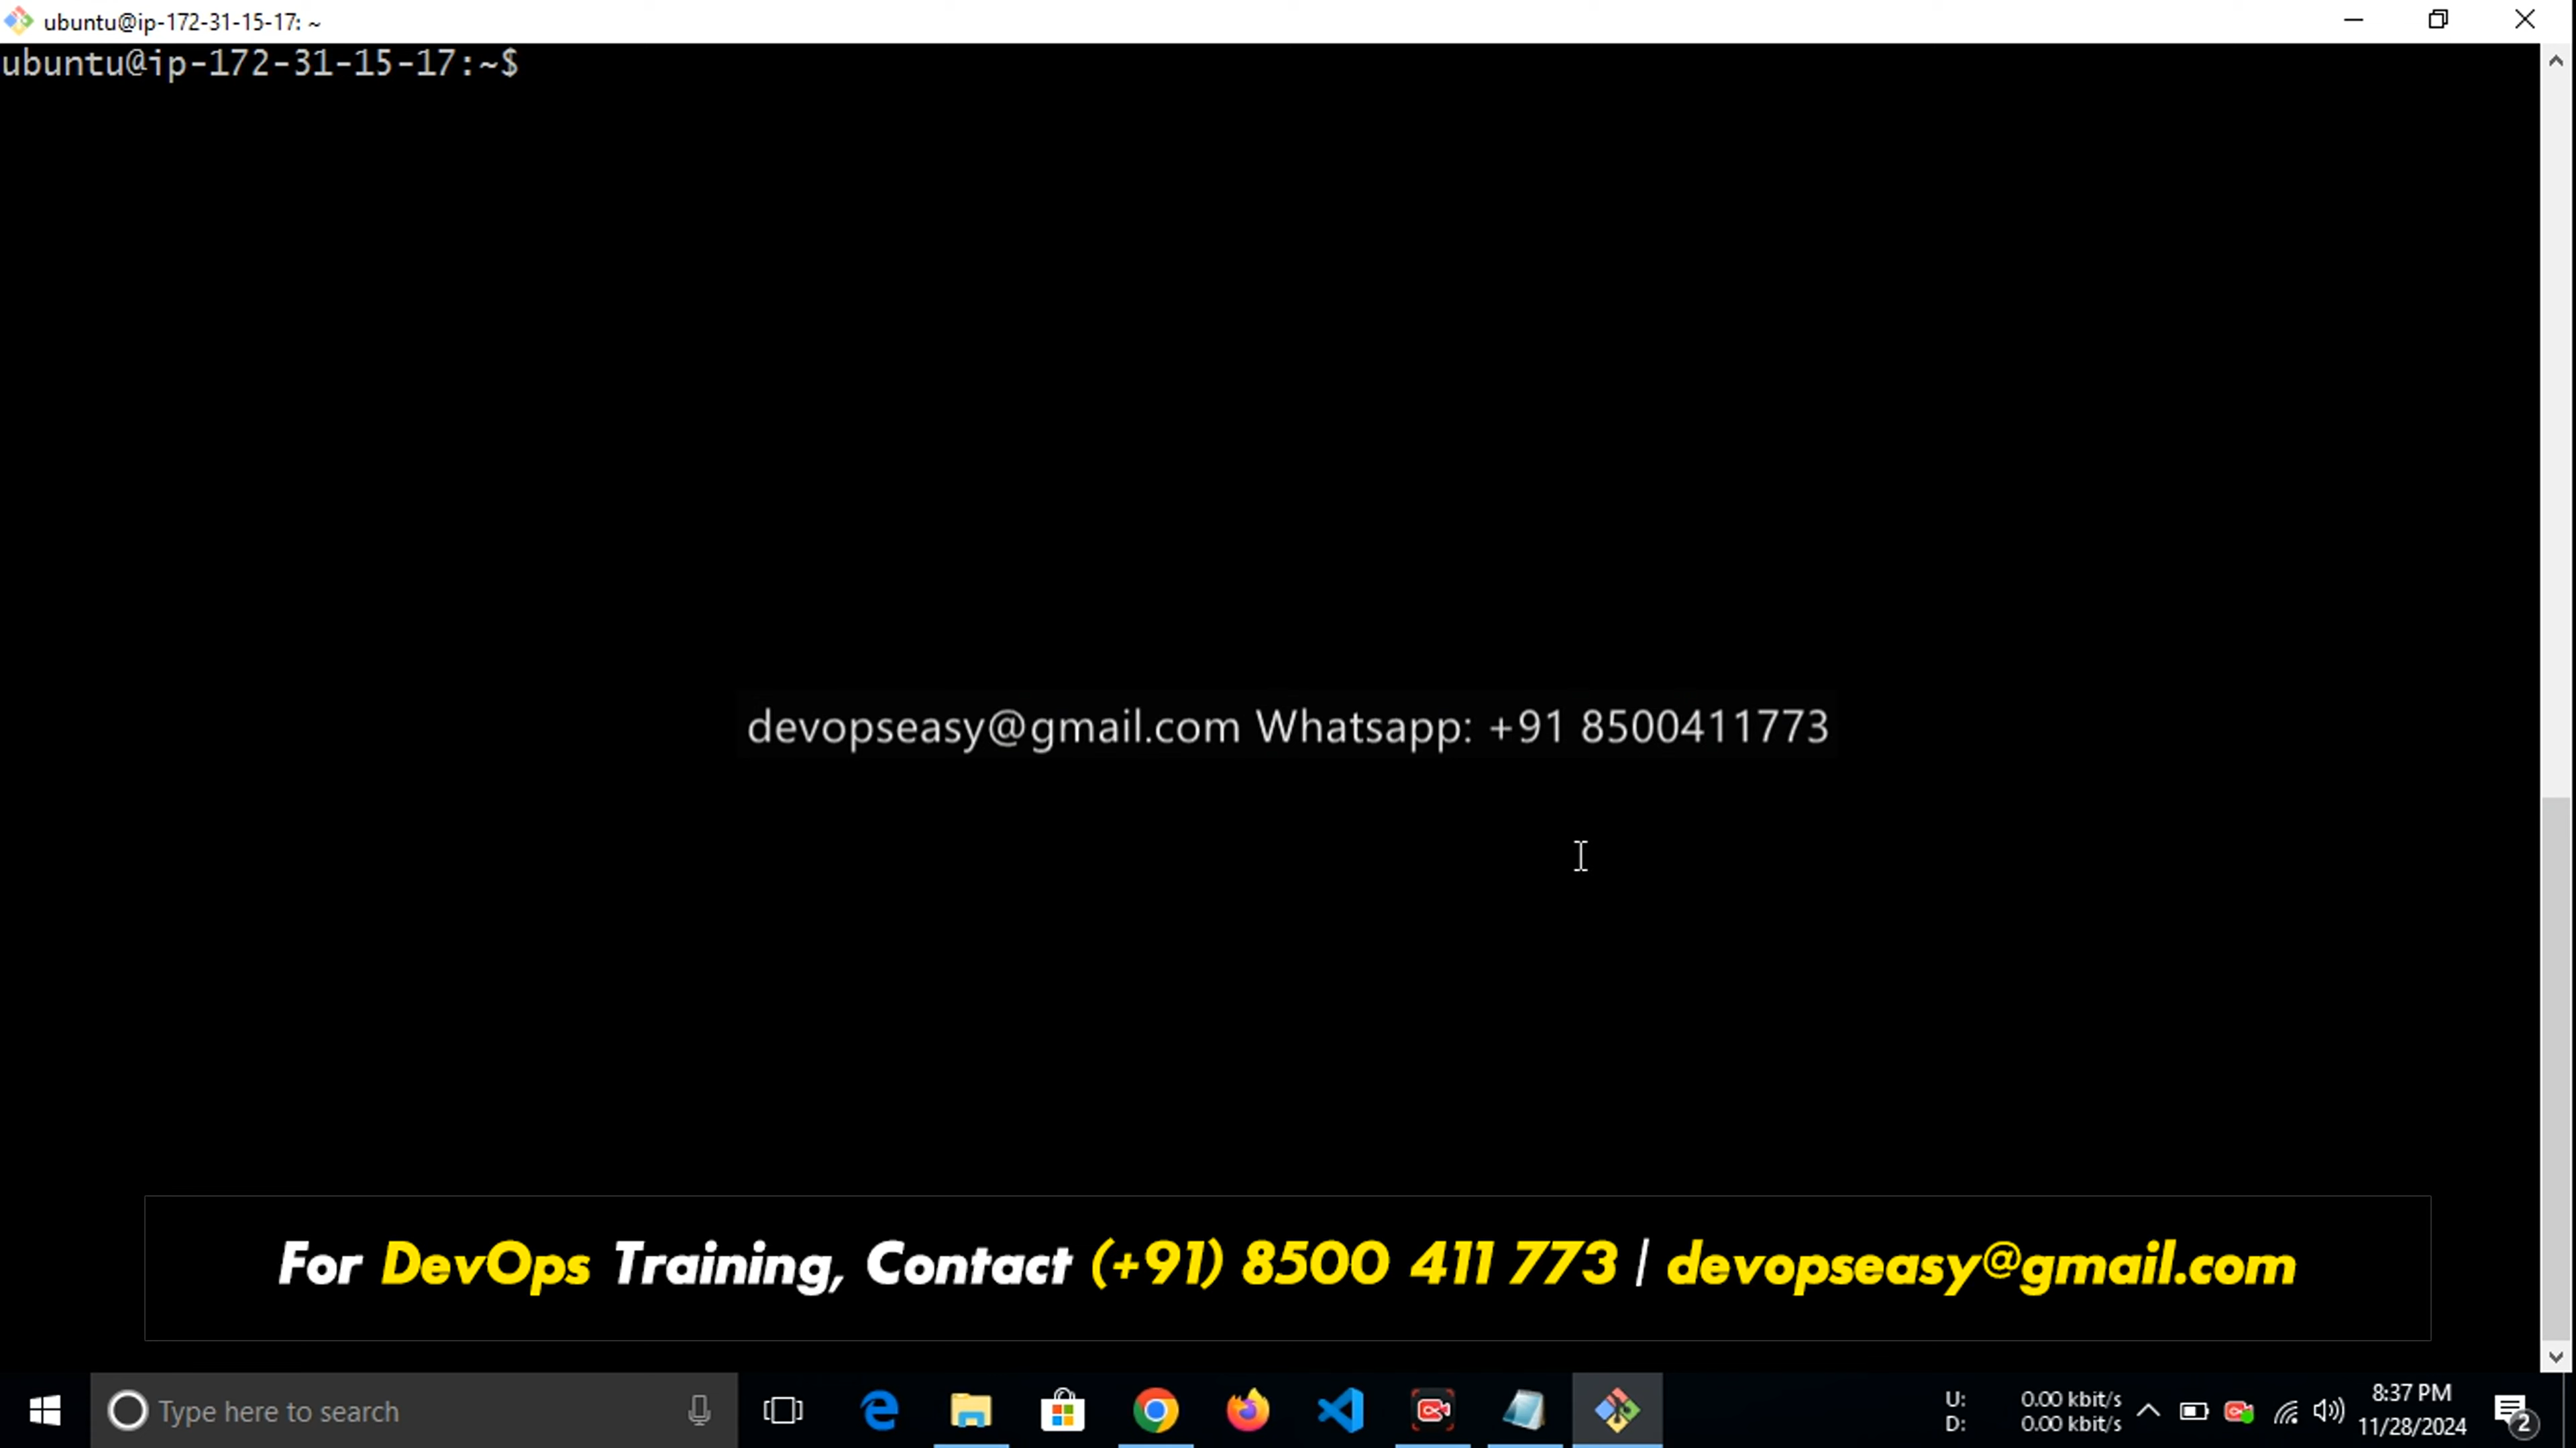 ubuntu@ip-172-31-15-17: ~
ubuntu@ip-172-31-15-17:~$
devopseasy@gmail.com Whatsapp: +91 8500411773
For DevOps Training, Contact (+91) 8500 411 773 | devopseasy@gmail.com
Type here to search
U: 0.00 kbit/s
D: 0.00 kbit/s
8:37 PM
11/28/2024
2